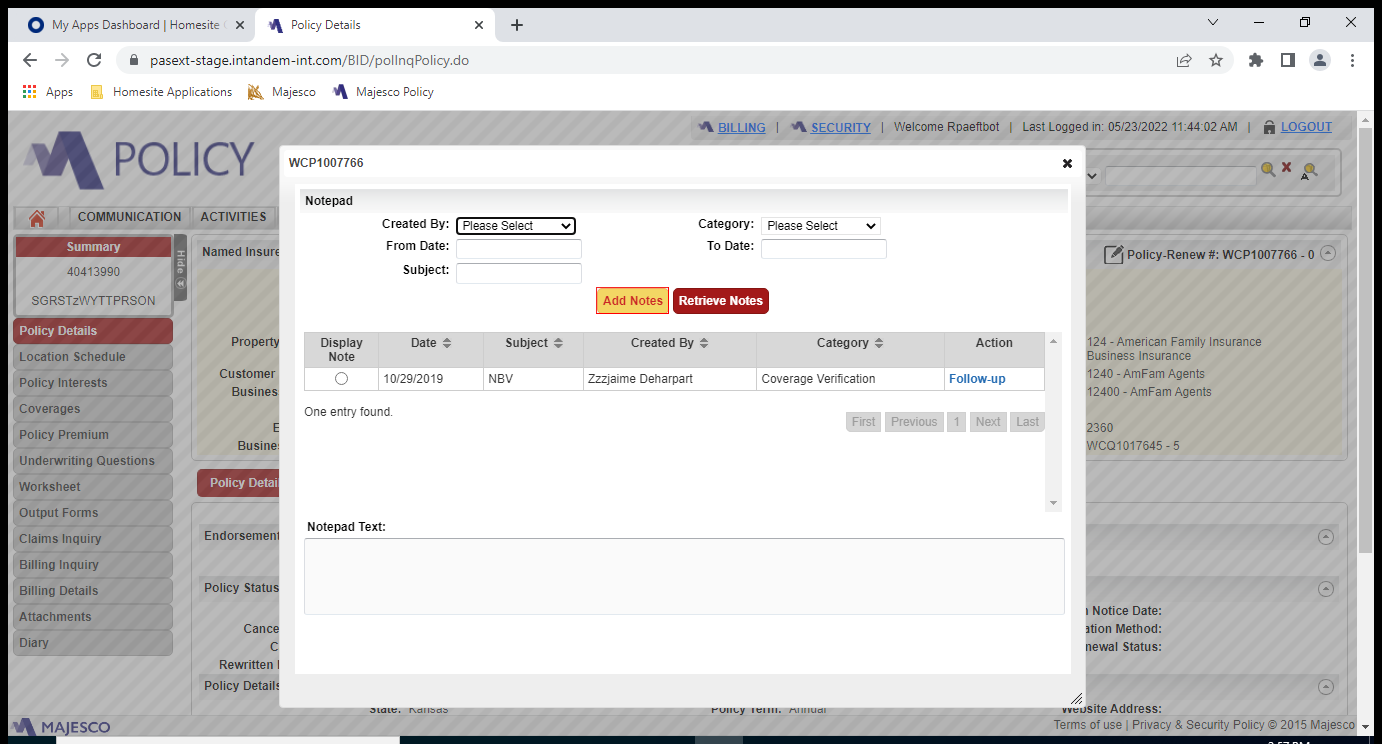 My Apps Dashboard | Homesite
Policy Details
pasext-stage.intandem-int.com/BID/polInqPolicy.do
Apps Homesite Applications Majesco Majesco Policy
BILLING | SECURITY | Welcome Rpaeftbot | Last Logged in: 05/23/2022 11:44:02 AM | LOGOUT
POLICY
COMMUNICATION ACTIVITIES
Summary
40413990
SGRSTzWYTTPRSON
Hide
Policy Details
Location Schedule
Policy Interests
Coverages
Policy Premium
Underwriting Questions
Worksheet
Output Forms
Claims Inquiry
Billing Inquiry
Billing Details
Attachments
Diary
Named Insure
Policy-Renew #: WCP1007766 - 0
Property
Customer
Business
E
Busines
124 - American Family Insurance
Business Insurance
1240 - AmFam Agents
12400 - AmFam Agents
2360
WCQ1017645 - 5
Policy Detai
Endorsement
Policy Status
Cance
C
Rewritten
Notice Date:
ation Method:
newal Status:
Policy Details
State: Kansas Policy Term: Annual Website Address:
WCP1007766
Notepad
Created By: Please Select Category: Please Select
From Date: To Date:
Subject:
Add Notes Retrieve Notes
Display Note Date Subject Created By Category Action
10/29/2019 NBV Zzzjaime Deharpart Coverage Verification Follow-up
One entry found.
First Previous 1 Next Last
Notepad Text:
MAJESCO
Terms of use | Privacy & Security Policy © 2015 Majesco